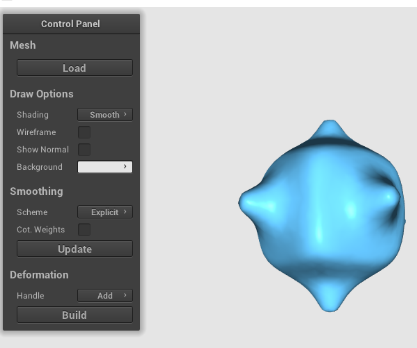 Control Panel
Mesh
Load
Draw Options
Shading Smooth ›
Wireframe
Show Normal
Background ›
Smoothing
Scheme Explicit ›
Cot. Weights
Update
Deformation
Handle Add ›
Build